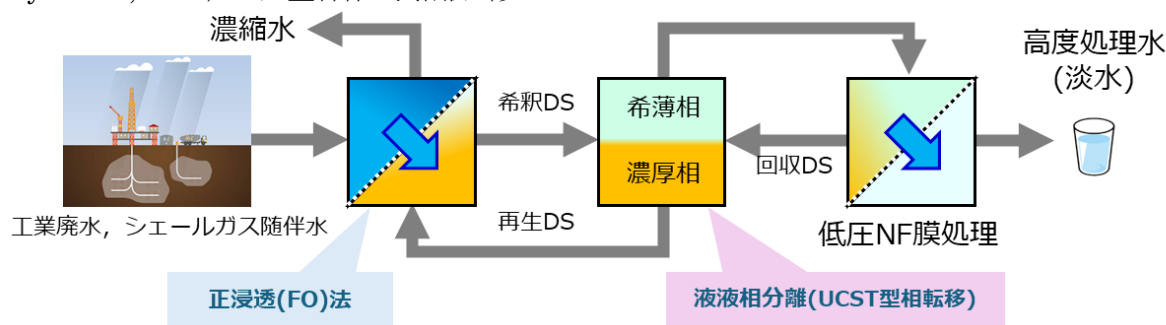 濃縮水
高度処理水
(淡水)
希釈DS
希薄相
濃厚相
回収DS
再生DS
工業廃水，シェールガス随伴水
低圧NF膜処理
正浸透(FO)法
液液相分離(UCST型相転移)